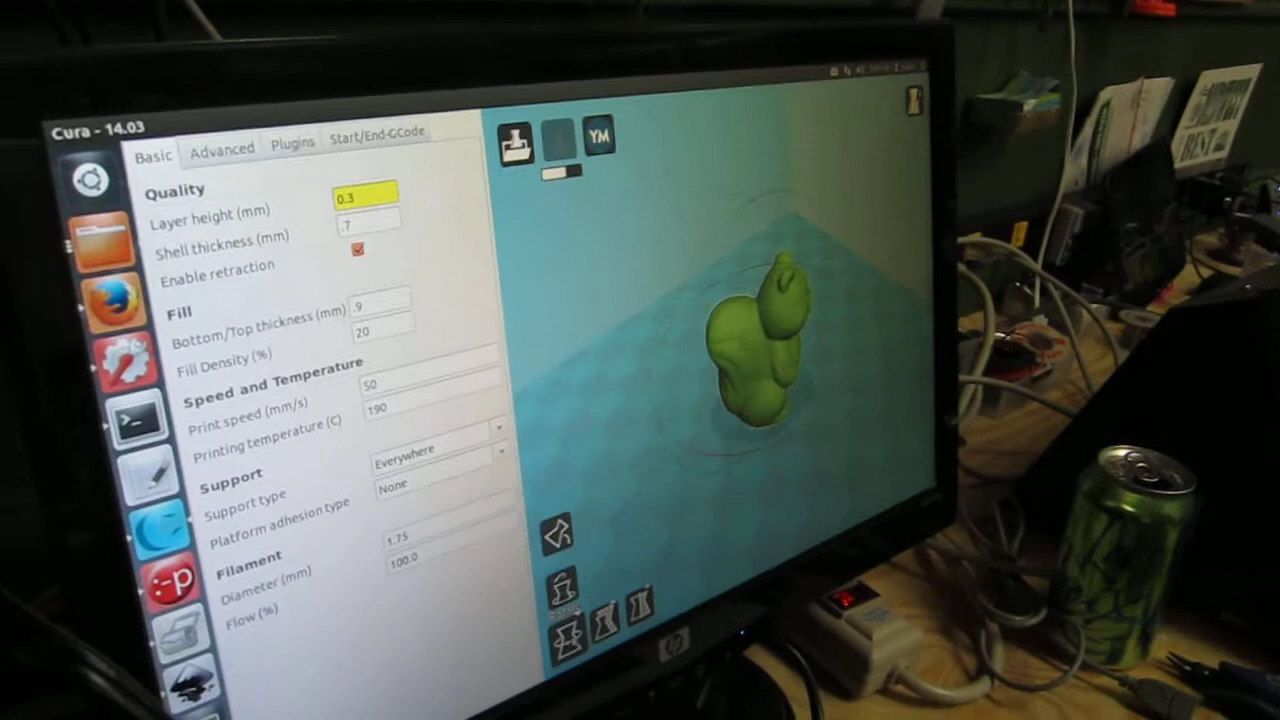 Cura - 14.03
Basic Advanced Plugins Start/End-GCode
YM
Quality
Layer height (mm) 0.3
Shell thickness (mm) .7
Enable retraction
Fill
Bottom/Top thickness (mm) .9
Fill Density (%) 20
Speed and Temperature
Print speed (mm/s) 50
Printing temperature (C) 190
Support
Support type Everywhere
Platform adhesion type None
Filament
Diameter (mm) 1.75
Flow (%) 100.0
:-p
hp
BEST